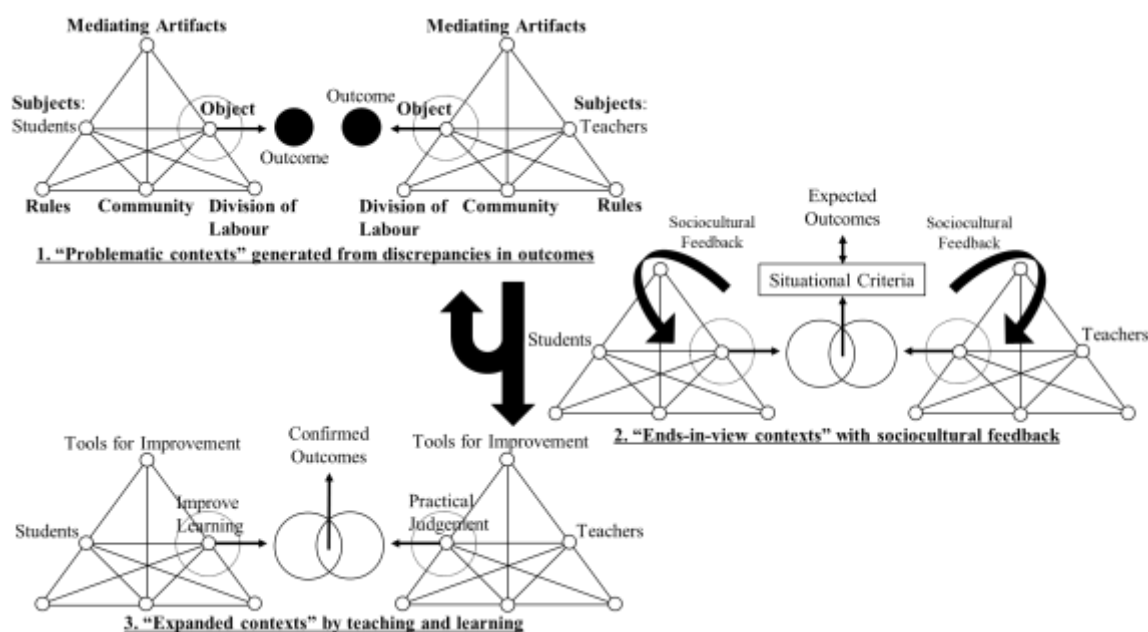 Mediating Artifacts
Mediating Artifacts
Subjects:
Students
Object
Outcome
Outcome
Object
Subjects:
Teachers
Rules
Community
Division of
Labour
Division of
Labour
Community
Rules
1. “Problematic contexts” generated from discrepancies in outcomes
Sociocultural
Feedback
Expected
Outcomes
Sociocultural
Feedback
Situational Criteria
Students
Teachers
2. “Ends-in-view contexts” with sociocultural feedback
Tools for Improvement
Confirmed
Outcomes
Tools for Improvement
Students
Improve
Learning
Practical
Judgement
Teachers
3. “Expanded contexts” by teaching and learning